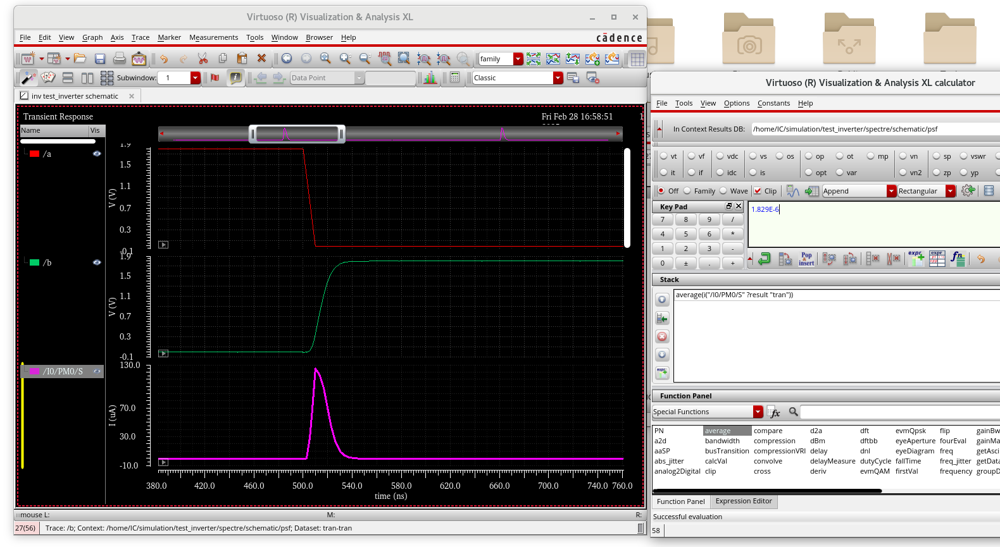 Virtuoso (R) Visualization & Analysis XL
File Edit View Graph Axis Trace Marker Measurements Tools Window Browser Help
cādence
family
Subwindow: 1
Data Point
Classic
inv test_inverter schematic
Transient Response
Fri Feb 28 16:58:51
1
Name Vis
/a
1.9
1.5
1.1
0.7
0.3
-0.1
V (V)
/b
1.9
1.5
1.1
0.7
0.3
-0.1
V (V)
/I0/PM0/S
130.0
70.0
30.0
-10.0
I (uA)
380.0 420.0 460.0 500.0 540.0 580.0 620.0 660.0 700.0 740.0 760.0
time (ns)
mouse L: M: R:
27(56) Trace: /b; Context: /home/IC/simulation/test_inverter/spectre/schematic/psf; Dataset: tran-tran
Virtuoso (R) Visualization & Analysis XL calculator
File Tools View Options Constants Help
In Context Results DB: /home/IC/simulation/test_inverter/spectre/schematic/psf
vt vf vdc vs os op ot mp vn sp vswr
it if idc is opt var vn2 zp yp
Off Family Wave Clip Append Rectangular
Key Pad
7 8 9 /
4 5 6 *
1 2 3 -
0 ± . +
1.829E-6
Pop & insert
expr
expr
fn
Stack
average(i("/I0/PM0/S" ?result "tran"))
expr
Function Panel
Special Functions
fx
PN average compare d2a dft evmQpsk flip gainBw
a2d bandwidth compression dBm dftbb eyeAperture fourEval gainMa
aaSP busTransition compressionVRI delay dnl eyeDiagram freq getAsci
abs_jitter calcVal convolve delayMeasure dutyCycle fallTime freq_jitter getData
analog2Digital clip cross deriv evmQAM firstVal frequency groupD
Function Panel Expression Editor
Successful evaluation
58